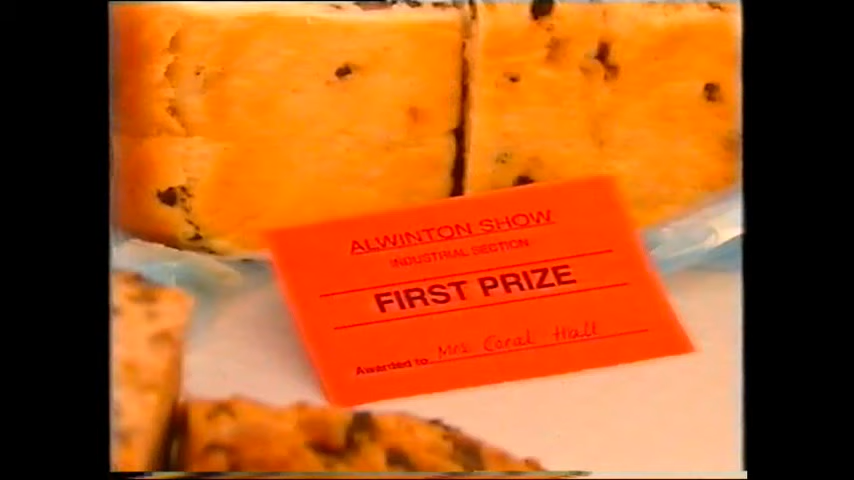 ALWINTON SHOW
INDUSTRIAL SECTION
FIRST PRIZE
Awarded to Mrs Coral Hall